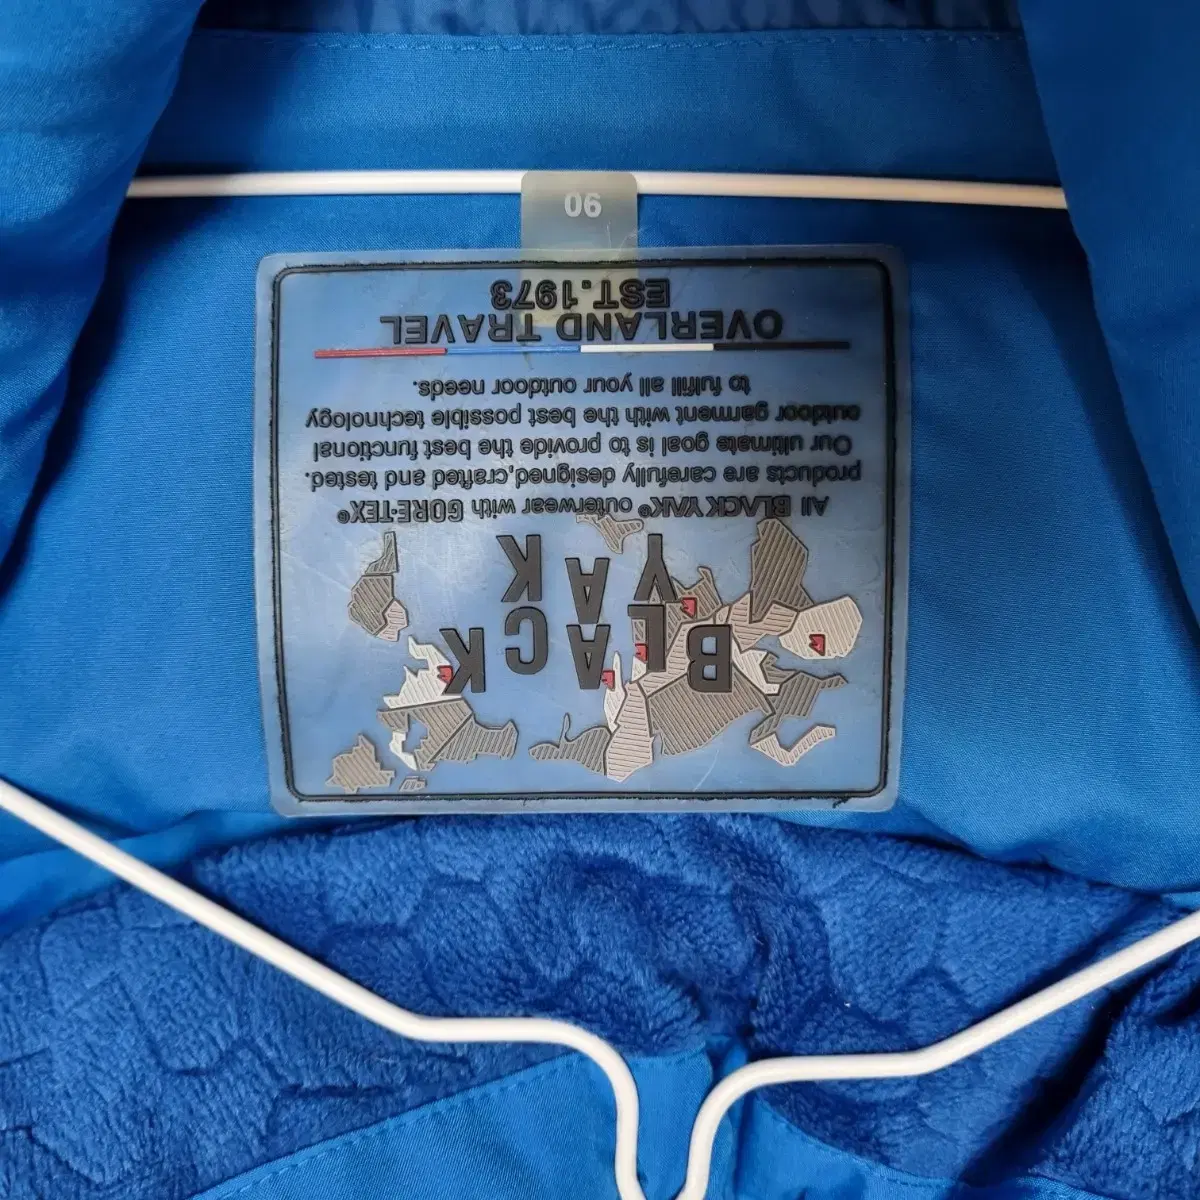 BLACK
YAK
All BLACKYAK® outerwear with GORE-TEX®
products are carefully designed,crafted and tested.
Our ultimate goal is to provide the best functional
outdoor garment with the best possible technology
to fulfill all your outdoor needs.
OVERLAND TRAVEL
EST.1973
90